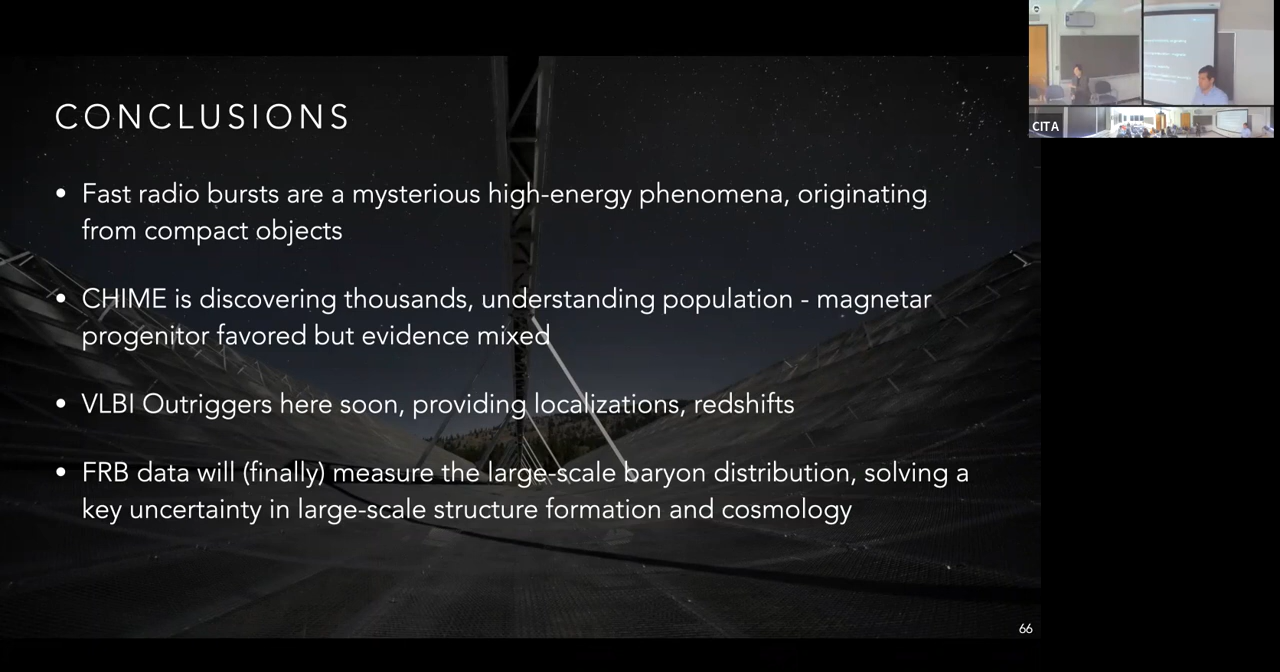 CONCLUSIONS
• Fast radio bursts are a mysterious high-energy phenomena, originating
from compact objects
• CHIME is discovering thousands, understanding population - magnetar
progenitor favored but evidence mixed
• VLBI Outriggers here soon, providing localizations, redshifts
• FRB data will (finally) measure the large-scale baryon distribution, solving a
key uncertainty in large-scale structure formation and cosmology
66
CITA